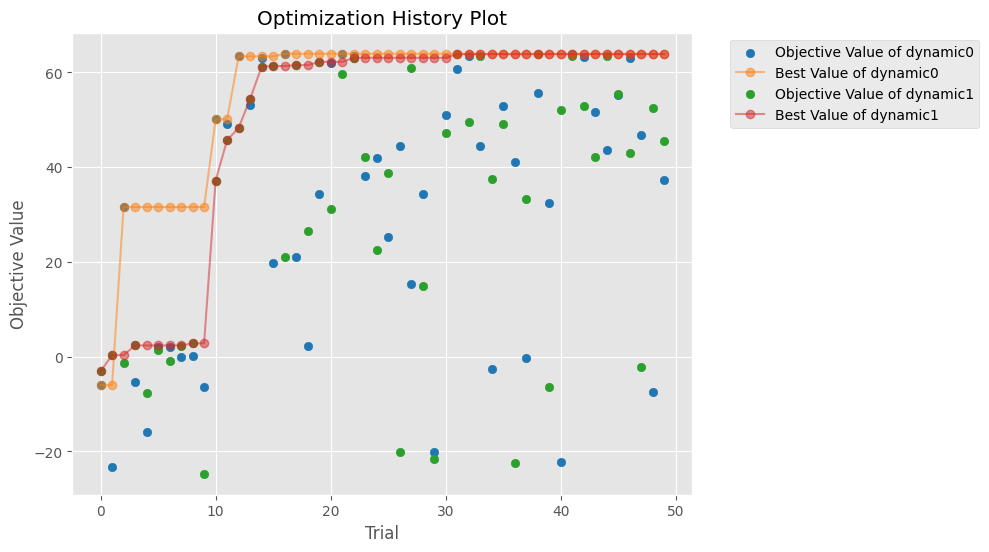 Optimization History Plot
Objective Value of dynamic0
Best Value of dynamic0
Objective Value of dynamic1
Best Value of dynamic1
60
40
20
0
−20
Objective Value
0
10
20
30
40
50
Trial